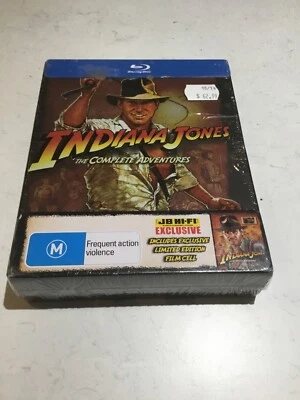 Blu-ray Disc
INDIANA JONES
THE COMPLETE ADVENTURES
M
Frequent action
violence
JB HI-FI
EXCLUSIVE
INCLUDES EXCLUSIVE
LIMITED EDITION
FILM CELL
INDIANA JONES